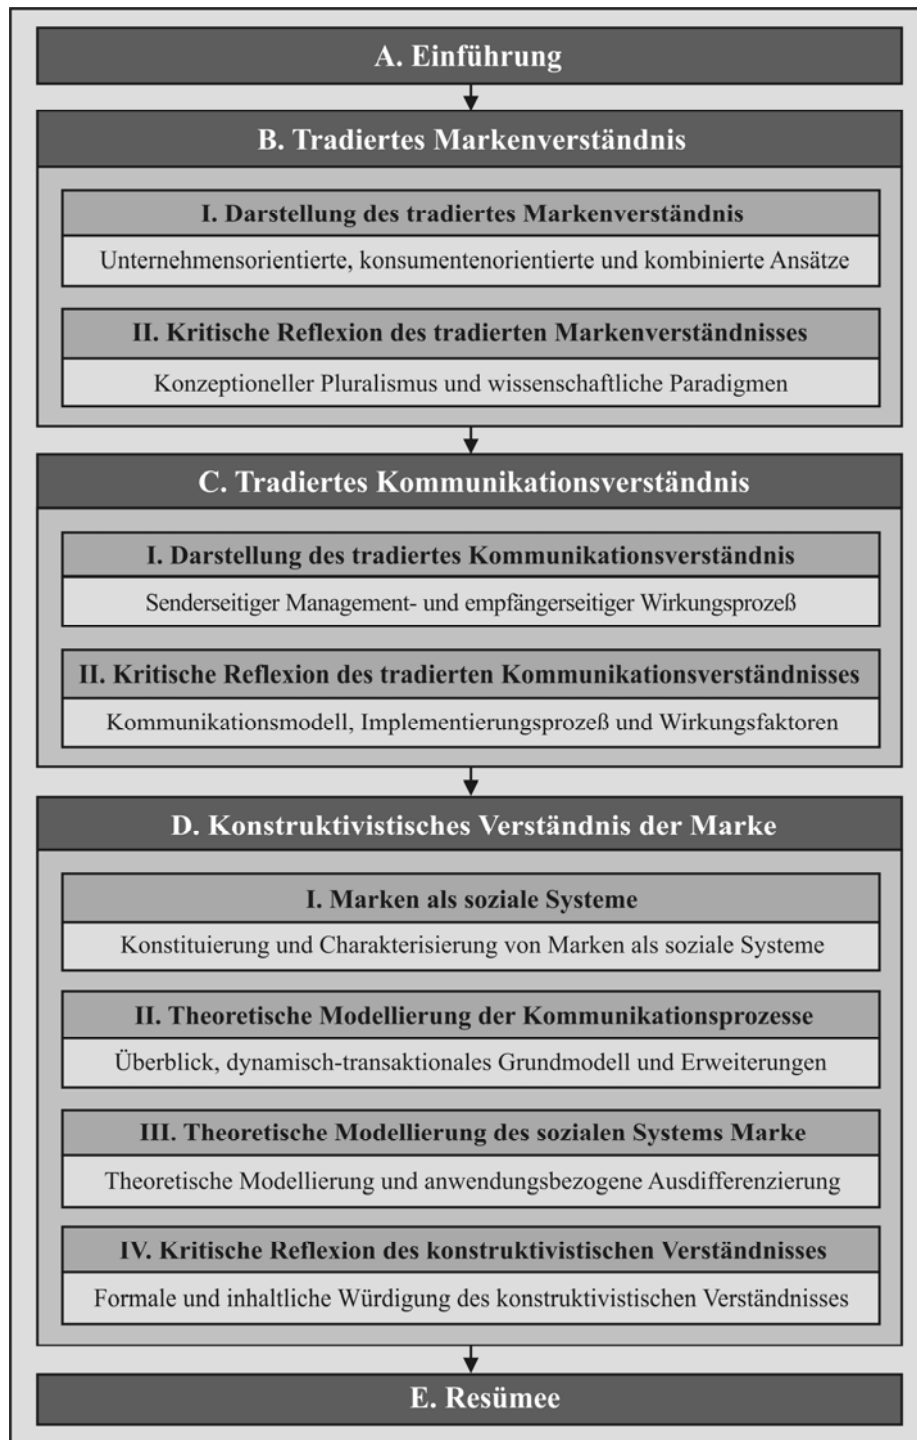 A. Einführung
B. Tradiertes Markenverständnis
I. Darstellung des tradiertes Markenverständnis
Unternehmensorientierte, konsumentenorientierte und kombinierte Ansätze
II. Kritische Reflexion des tradierten Markenverständnisses
Konzeptioneller Pluralismus und wissenschaftliche Paradigmen
C. Tradiertes Kommunikationsverständnis
I. Darstellung des tradiertes Kommunikationsverständnis
Senderseitiger Management- und empfängerseitiger Wirkungsprozeß
II. Kritische Reflexion des tradierten Kommunikationsverständnisses
Kommunikationsmodell, Implementierungsprozeß und Wirkungsfaktoren
D. Konstruktivistisches Verständnis der Marke
I. Marken als soziale Systeme
Konstituierung und Charakterisierung von Marken als soziale Systeme
II. Theoretische Modellierung der Kommunikationsprozesse
Überblick, dynamisch-transaktionales Grundmodell und Erweiterungen
III. Theoretische Modellierung des sozialen Systems Marke
Theoretische Modellierung und anwendungsbezogene Ausdifferenzierung
IV. Kritische Reflexion des konstruktivistischen Verständnisses
Formale und inhaltliche Würdigung des konstruktivistischen Verständnisses
E. Resümee